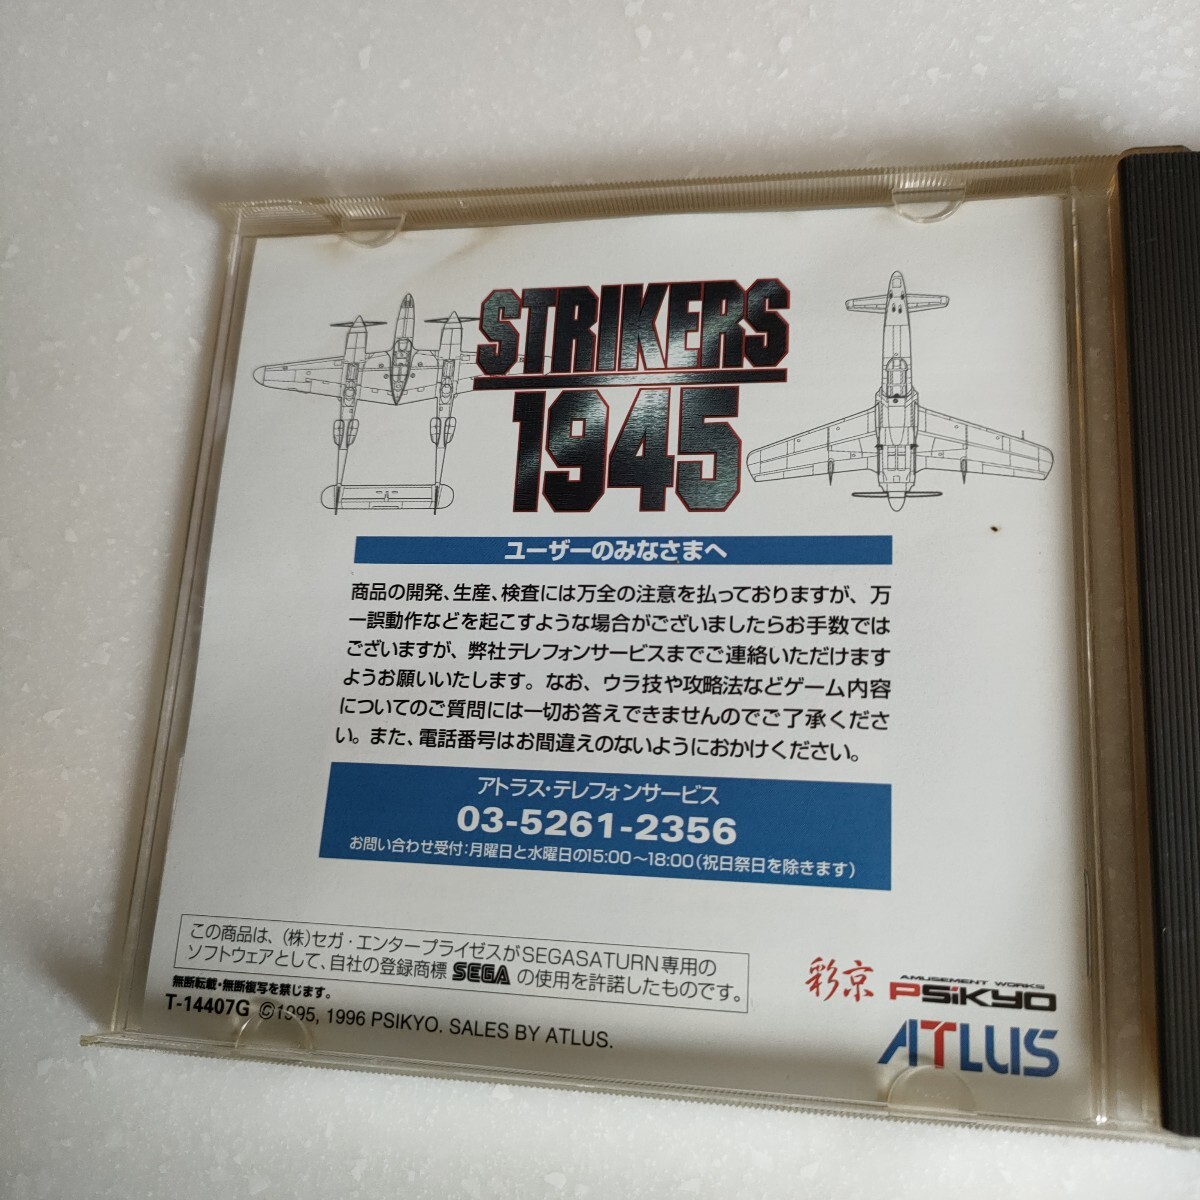 STRIKERS
1945
ユーザーのみなさまへ
商品の開発、生産、検査には万全の注意を払っておりますが、万
一誤動作などを起こすような場合がございましたらお手数では
ございますが、弊社テレフォンサービスまでご連絡いただけます
ようお願いいたします。なお、ウラ技や攻略法などゲーム内容
についてのご質問には一切お答えできませんのでご了承くださ
い。また、電話番号はお間違えのないようにおかけください。
アトラス・テレフォンサービス
03-5261-2356
お問い合わせ受付:月曜日と水曜日の15:00〜18:00(祝日祭日を除きます)
この商品は、(株)セガ・エンタープライゼスがSEGASATURN専用の
ソフトウェアとして、自社の登録商標 SEGA の使用を許諾したものです。
無断転載・無断複写を禁じます。
T-14407G ©1995, 1996 PSIKYO. SALES BY ATLUS.
彩京
AMUSEMENT WORKS
PSIKYO
ATLUS